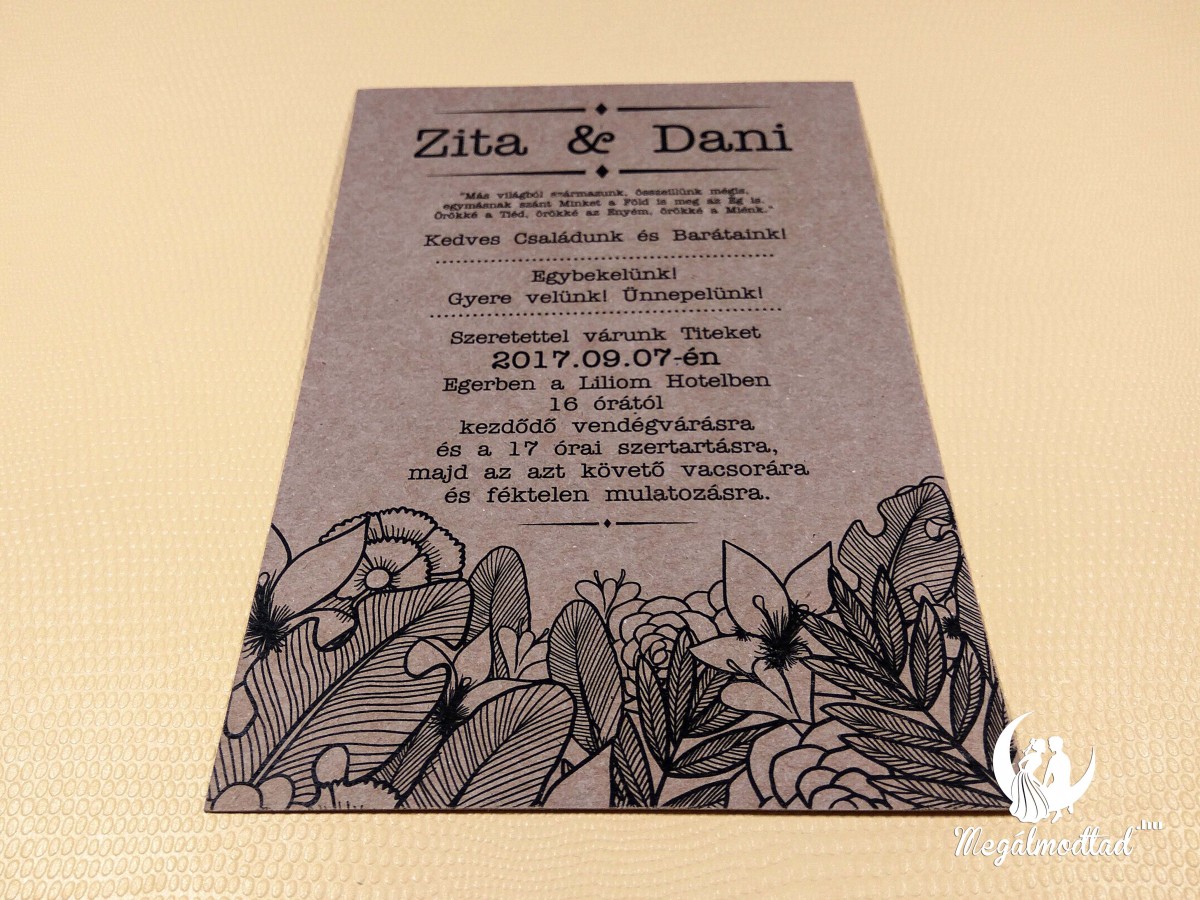 Zita & Dani
"Más világból származunk, összeillünk mégis,
egymásnak szánt Minket a Föld is meg az Ég is.
Örökké a Tiéd, örökké az Enyém, örökké a Miénk."
Kedves Családunk és Barátaink!
Egybekelünk!
Gyere velünk! Ünnepelünk!
Szeretettel várunk Titeket
2017.09.07-én
Egerben a Liliom Hotelben
16 órától
kezdődő vendégvárásra
és a 17 órai szertartásra,
majd az azt követő vacsorára
és féktelen mulatozásra.
Megálmodtad.hu